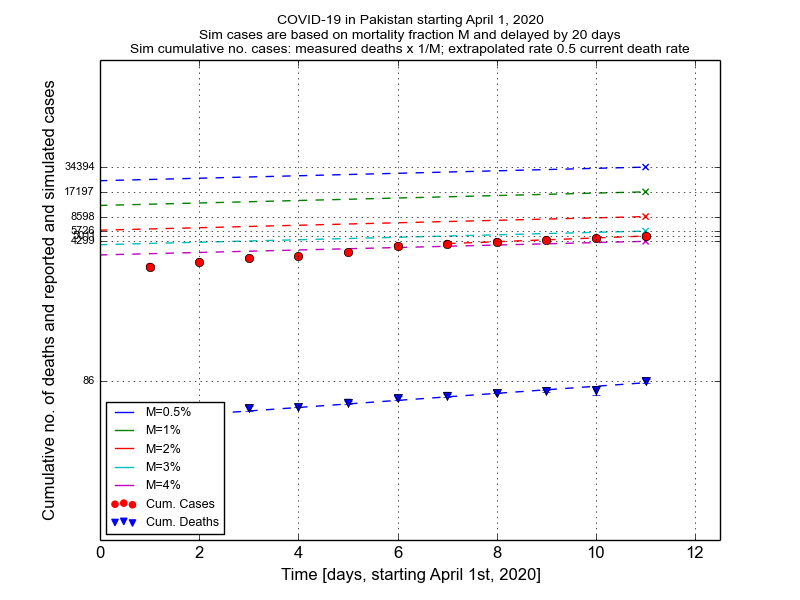 COVID-19 in Pakistan starting April 1, 2020
Sim cases are based on mortality fraction M and delayed by 20 days
Sim cumulative no. cases: measured deaths x 1/M; extrapolated rate 0.5 current death rate
Cumulative no. of deaths and reported and simulated cases
34394
17197
8598
5726
4299
86
M=0.5%
M=1%
M=2%
M=3%
M=4%
Cum. Cases
Cum. Deaths
0 2 4 6 8 10 12
Time [days, starting April 1st, 2020]